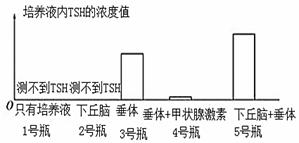 培养液内TSH的浓度值
测不到TSH 测不到TSH
O
只有培养液 下丘脑 垂体 垂体+甲状腺激素 下丘脑+垂体
1号瓶 2号瓶 3号瓶 4号瓶 5号瓶